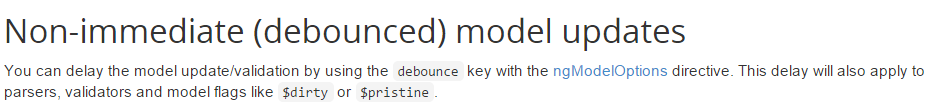 Non-immediate (debounced) model updates
You can delay the model update/validation by using the debounce key with the ngModelOptions directive. This delay will also apply to
parsers, validators and model flags like $dirty or $pristine .